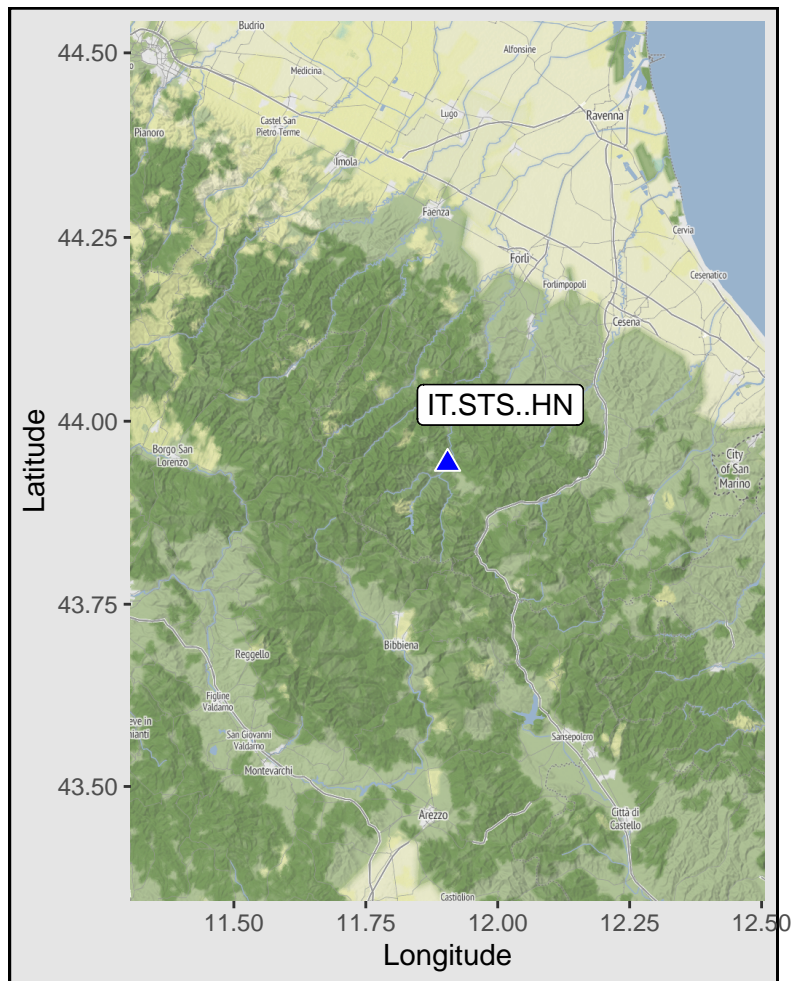 Budrio
44.50
Alfonsine
Medicina
Lugo
Ravenna
Castel San
Pietro Terme
Pianoro
Imola
Faenza
44.25
Cervia
Forlì
Cesenatico
Forlimpopoli
Cesena
IT.STS..HN
44.00
Borgo San
Lorenzo
City
of San
Marino
Latitude
43.75
Bibbiena
Reggello
Figline
Valdarno
eve in
hianti
San Giovanni
Valdarno
Sansepolcro
Montevarchi
43.50
Arezzo
Città di
Castello
Castiglion
11.50
11.75
12.00
12.25
12.50
Longitude